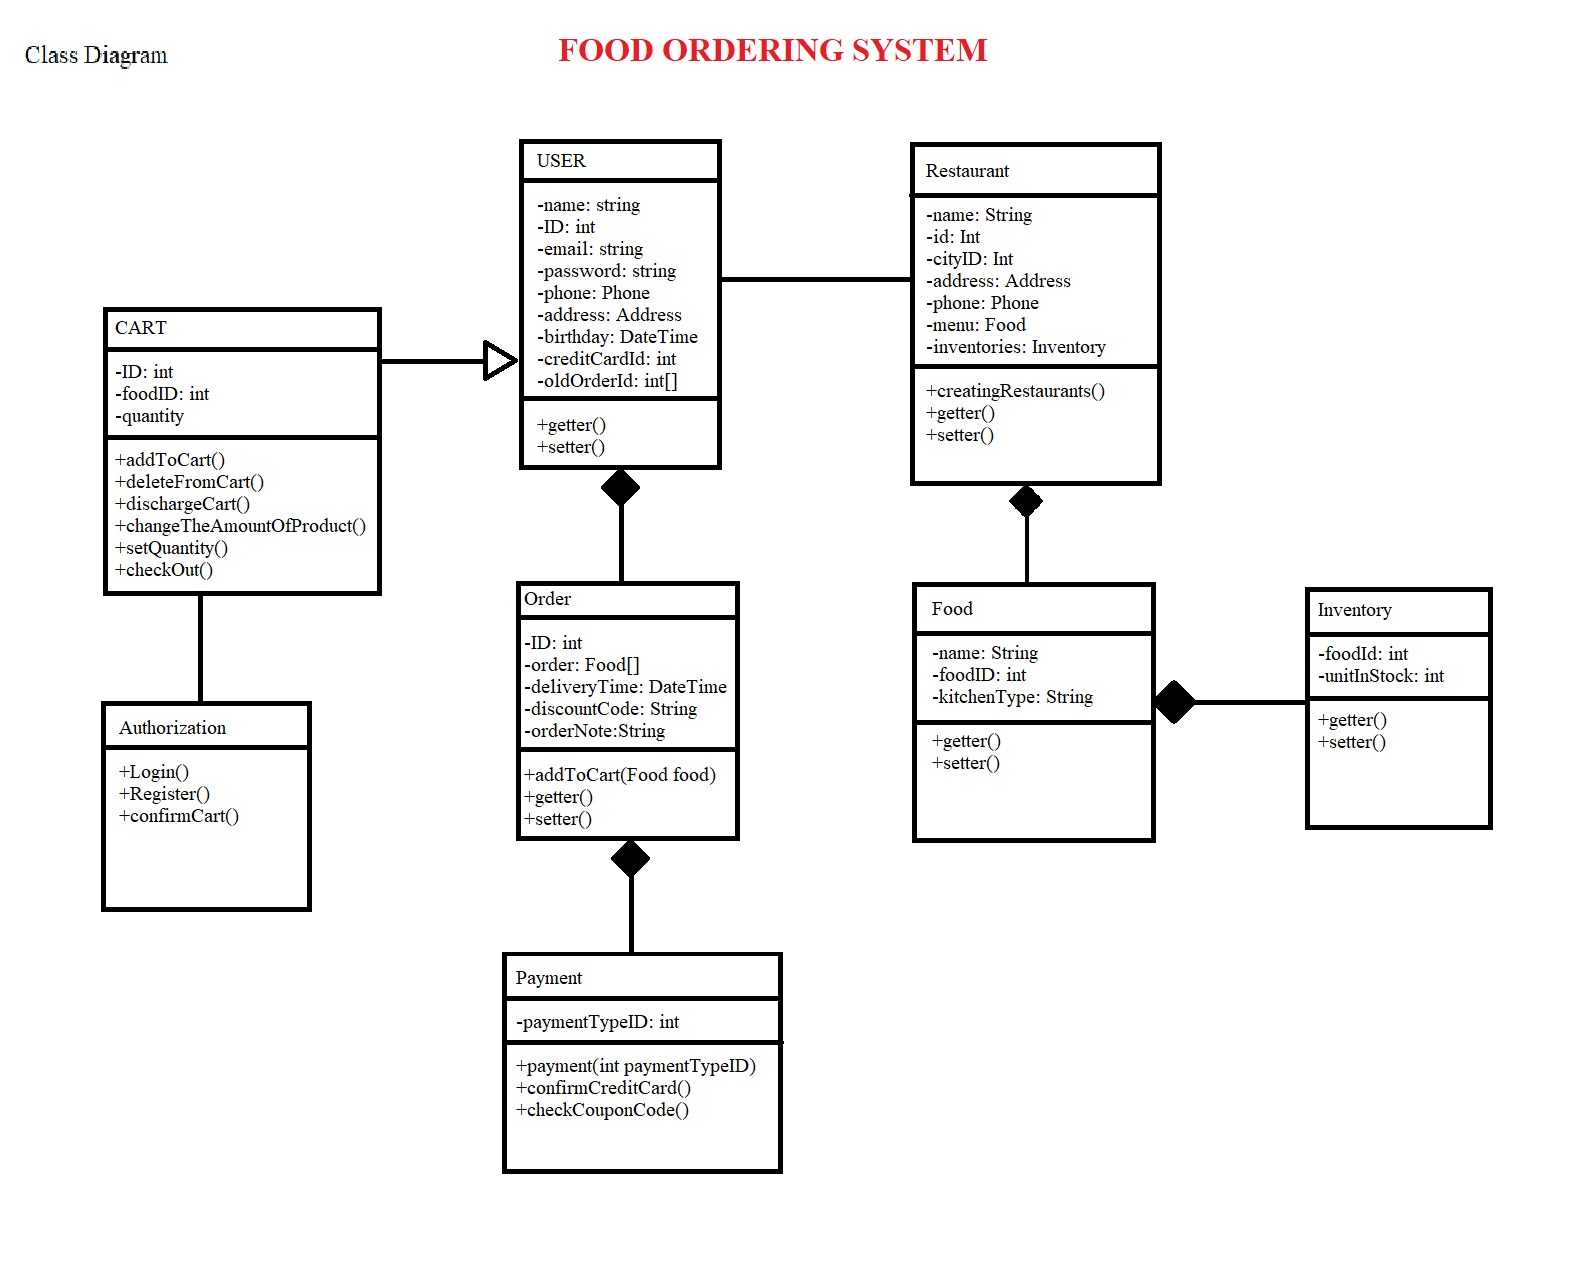 Class Diagram
FOOD ORDERING SYSTEM
USER
-name: string
-ID: int
-email: string
-password: string
-phone: Phone
-address: Address
-birthday: DateTime
-creditCardId: int
-oldOrderId: int[]
+getter()
+setter()
Restaurant
-name: String
-id: Int
-cityID: Int
-address: Address
-phone: Phone
-menu: Food
-inventories: Inventory
+creatingRestaurants()
+getter()
+setter()
CART
-ID: int
-foodID: int
-quantity
+addToCart()
+deleteFromCart()
+dischargeCart()
+changeTheAmountOfProduct()
+setQuantity()
+checkOut()
Order
-ID: int
-order: Food[]
-deliveryTime: DateTime
-discountCode: String
-orderNote:String
+addToCart(Food food)
+getter()
+setter()
Food
-name: String
-foodID: int
-kitchenType: String
+getter()
+setter()
Inventory
-foodId: int
-unitInStock: int
+getter()
+setter()
Authorization
+Login()
+Register()
+confirmCart()
Payment
-paymentTypeID: int
+payment(int paymentTypeID)
+confirmCreditCard()
+checkCouponCode()